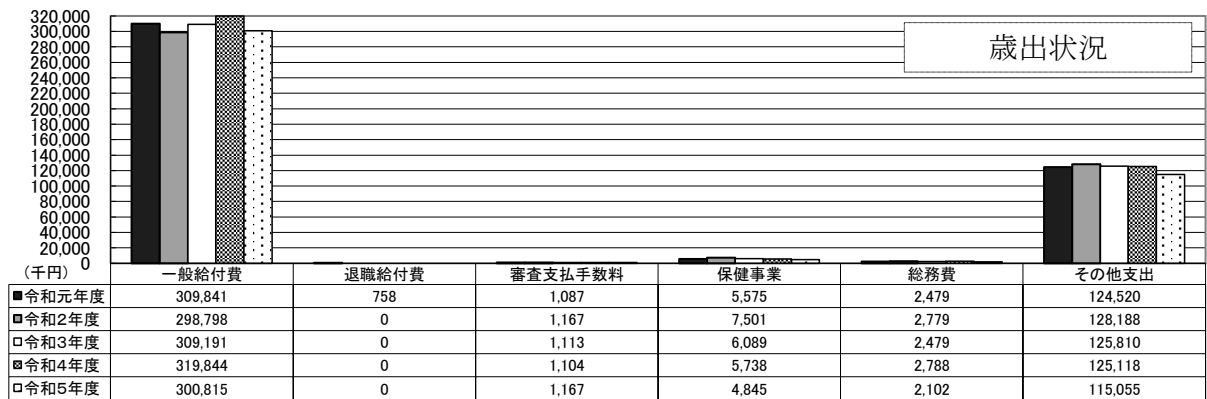 歳出状況
320,000
300,000
280,000
260,000
240,000
220,000
200,000
180,000
160,000
140,000
120,000
100,000
80,000
60,000
40,000
20,000
0
(千円) 一般給付費 退職給付費 審査支払手数料 保健事業 総務費 その他支出
■令和元年度 309,841 758 1,087 5,575 2,479 124,520
■令和2年度 298,798 0 1,167 7,501 2,779 128,188
□令和3年度 309,191 0 1,113 6,089 2,479 125,810
令和4年度 319,844 0 1,104 5,738 2,788 125,118
□令和5年度 300,815 0 1,167 4,845 2,102 115,055